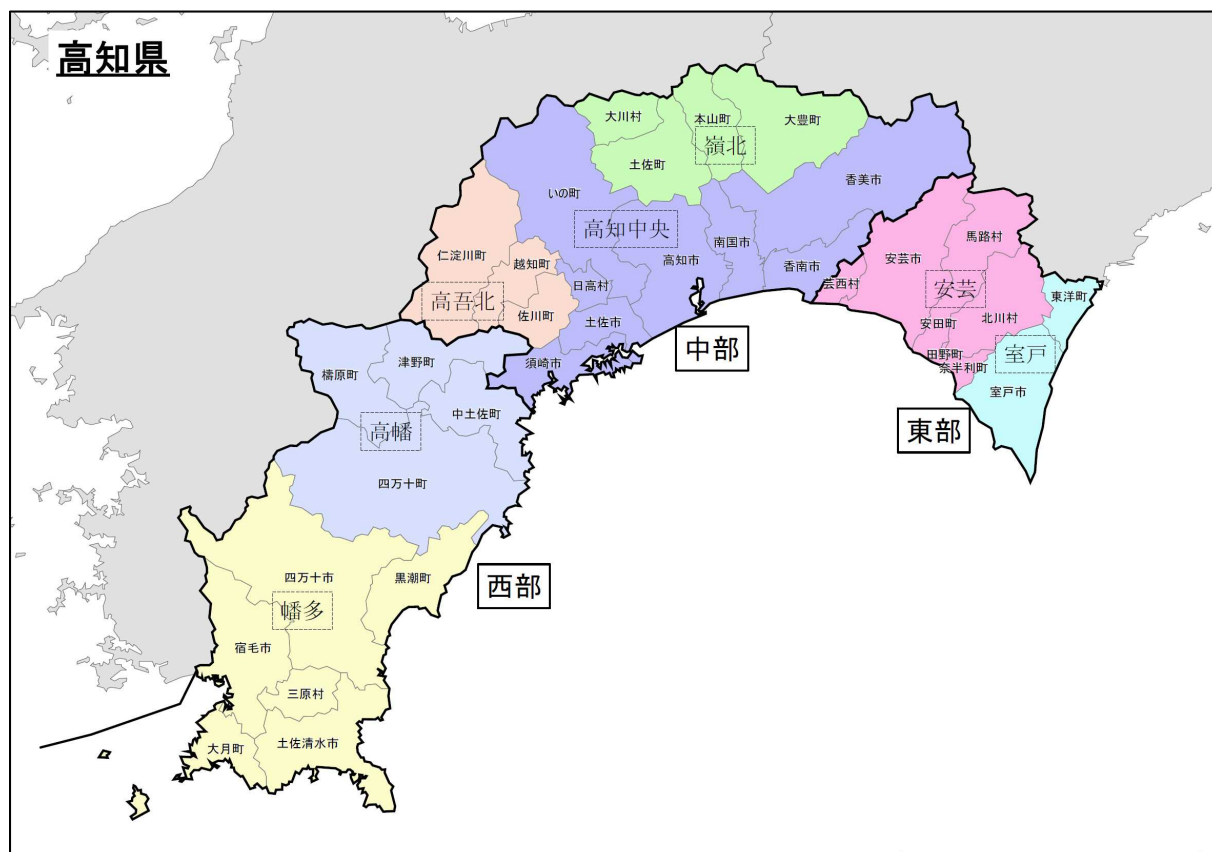 高知県
大川村
本山町
大豊町
嶺北
土佐町
いの町
香美市
高知中央
南国市
高知市
香南市
仁淀川町
越知町
日高村
高吾北
佐川町
土佐市
須崎市
中部
馬路村
安芸市
芸西村
安芸
東洋町
北川村
安田町
田野町
奈半利町
室戸
室戸市
東部
津野町
檮原町
中土佐町
高幡
四万十町
西部
四万十市
黒潮町
幡多
宿毛市
三原村
大月町
土佐清水市